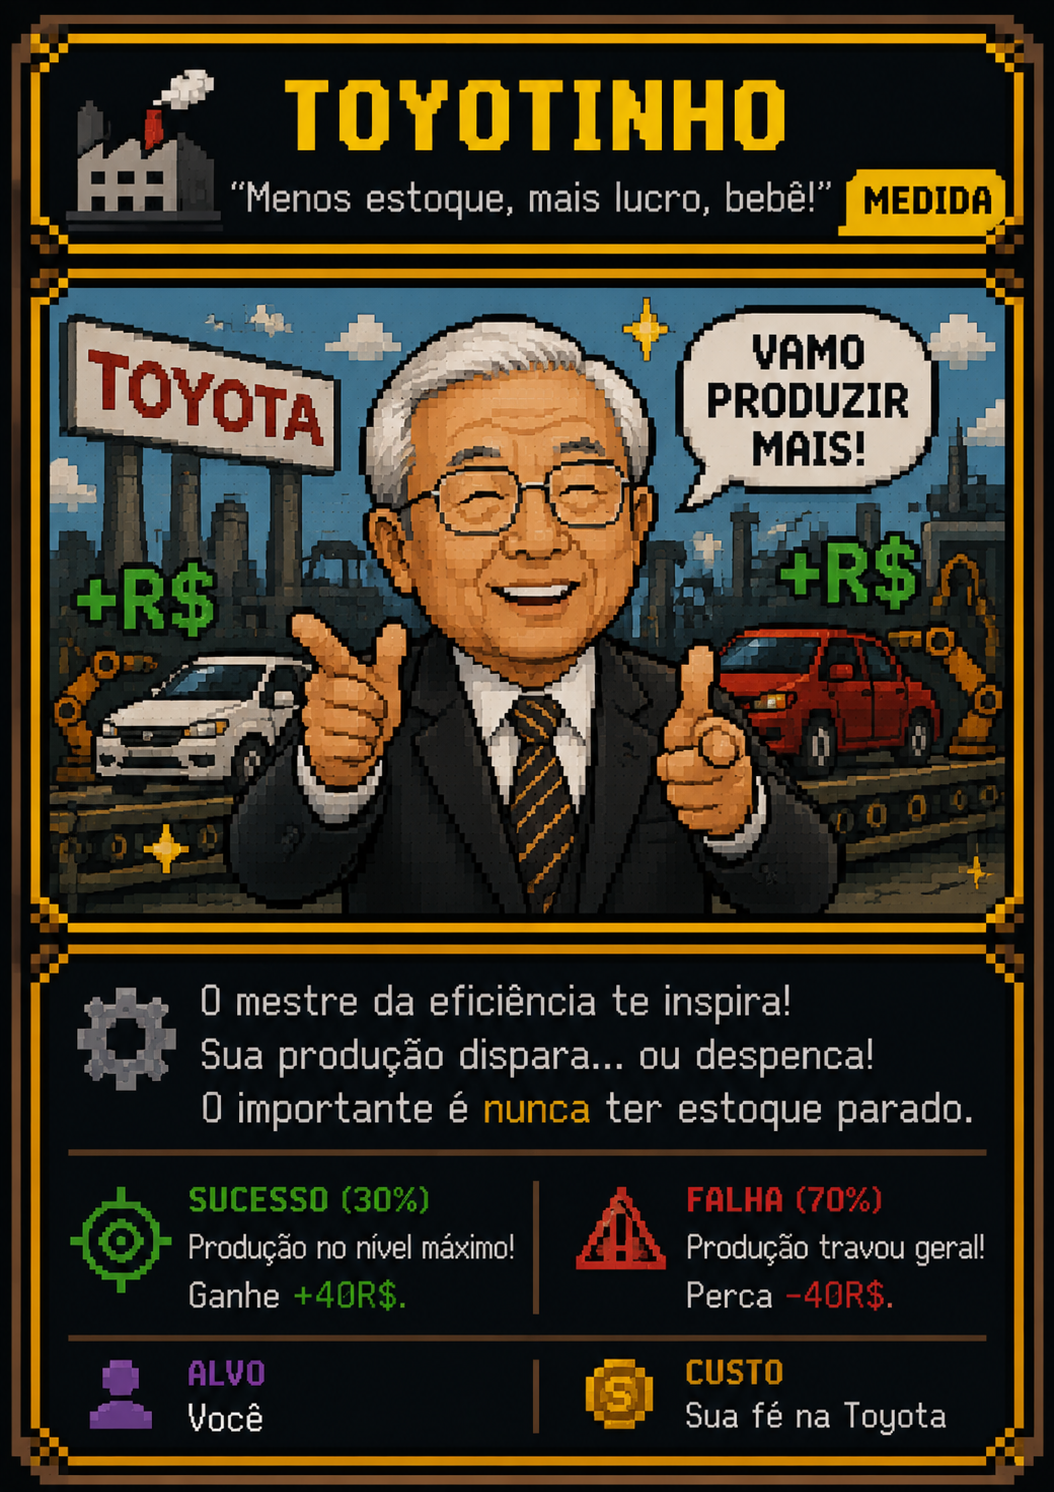 TOYOTINHO
“Menos estoque, mais lucro, bebê!”
MEDIDA
TOYOTA
VAMO
PRODUZIR
MAIS!
+R$
+R$
O mestre da eficiência te inspira!
Sua produção dispara... ou despenca!
O importante é nunca ter estoque parado.
SUCESSO (30%)
Produção no nível máximo!
Ganhe +40R$.
FALHA (70%)
Produção travou geral!
Perca -40R$.
ALVO
Você
CUSTO
Sua fé na Toyota